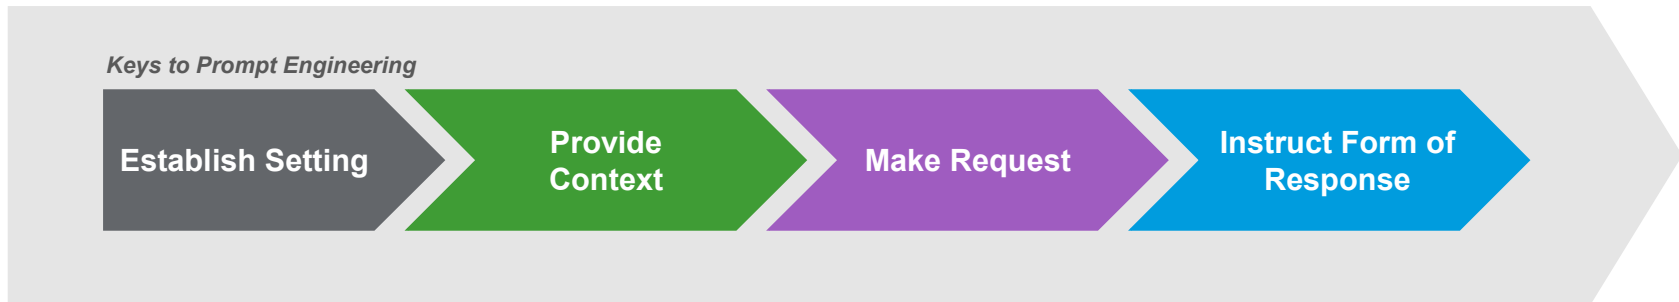 Keys to Prompt Engineering
Establish Setting
Provide
Context
Make Request
Instruct Form of
Response